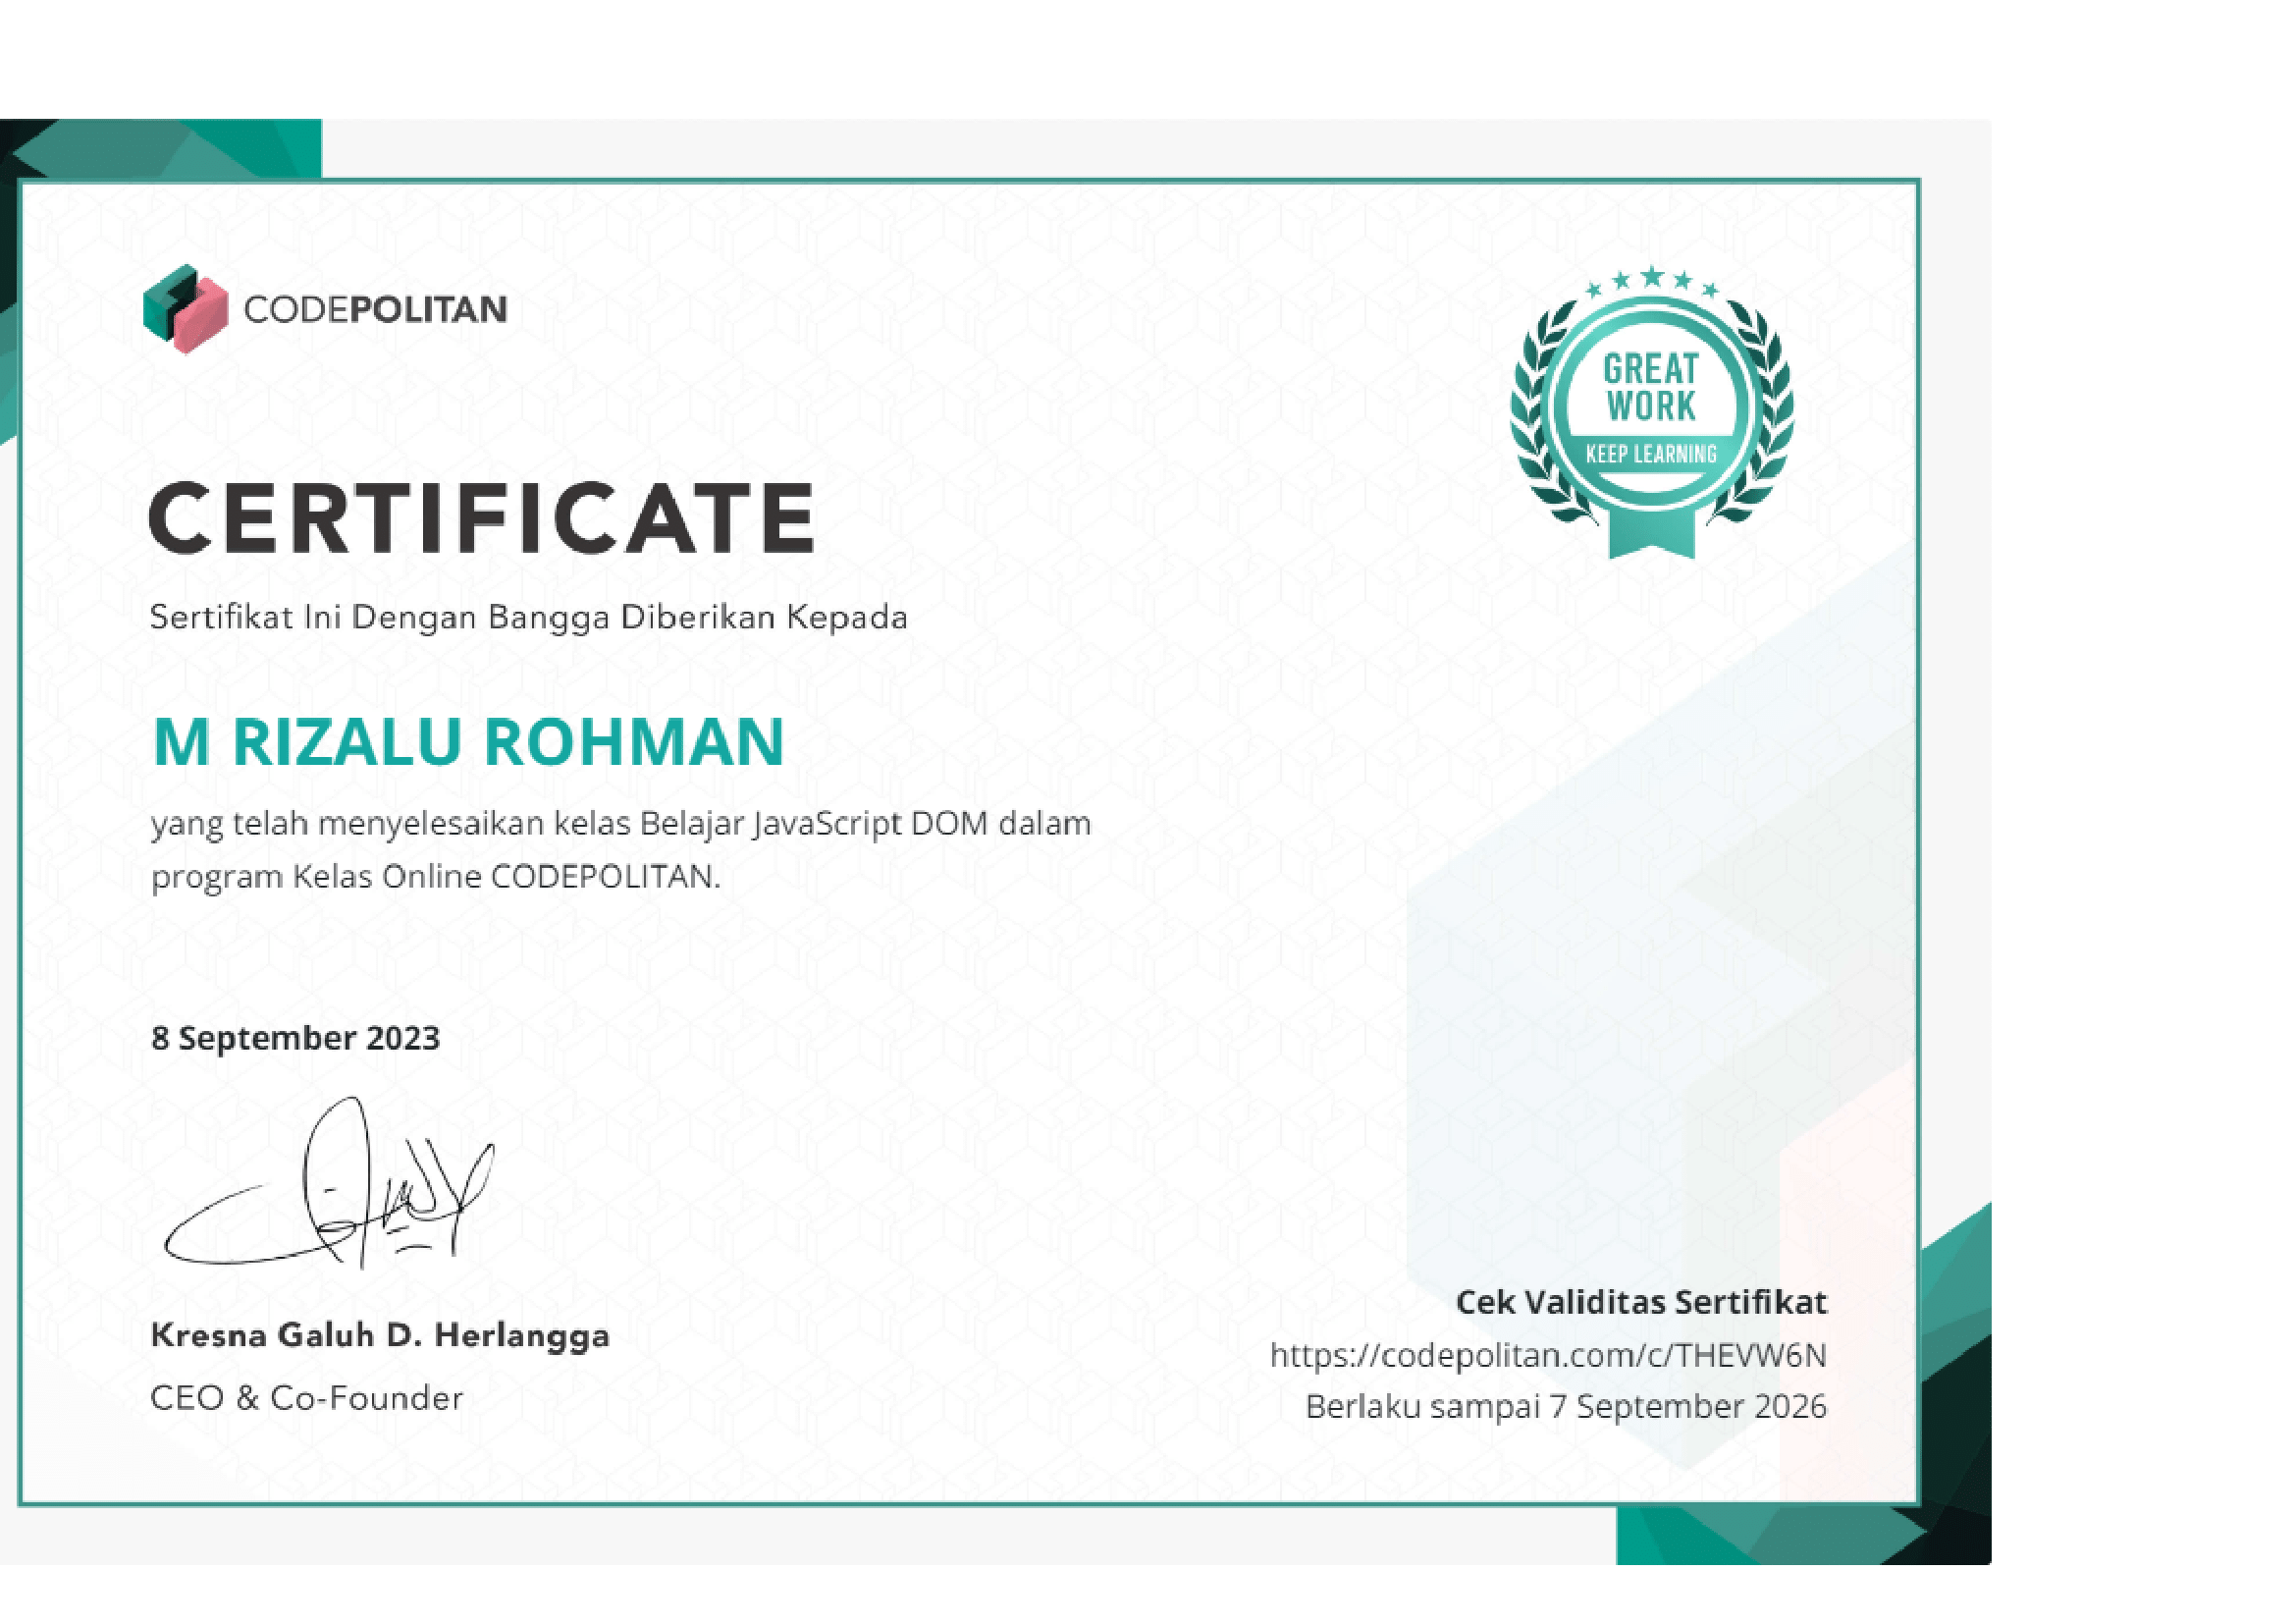 CODEPOLITAN
GREAT
WORK
KEEP LEARNING
CERTIFICATE
Sertifikat Ini Dengan Bangga Diberikan Kepada
M RIZALU ROHMAN
yang telah menyelesaikan kelas Belajar JavaScript DOM dalam
program Kelas Online CODEPOLITAN.
8 September 2023
Kresna Galuh D. Herlangga
CEO & Co-Founder
Cek Validitas Sertifikat
https://codepolitan.com/c/THEVW6N
Berlaku sampai 7 September 2026